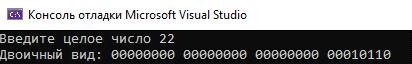 Консоль отладки Microsoft Visual Studio
Введите целое число 22
Двоичный вид: 00000000 00000000 00000000 00010110